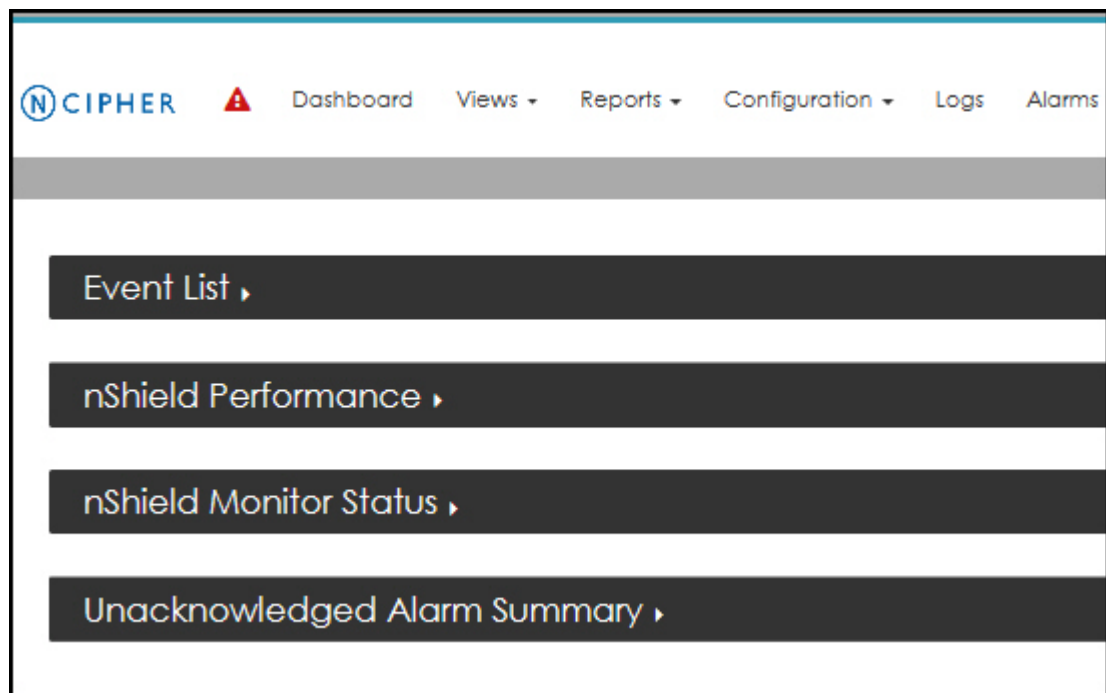 NCIPHER Dashboard Views Reports Configuration Logs Alarms
Event List
nShield Performance
nShield Monitor Status
Unacknowledged Alarm Summary